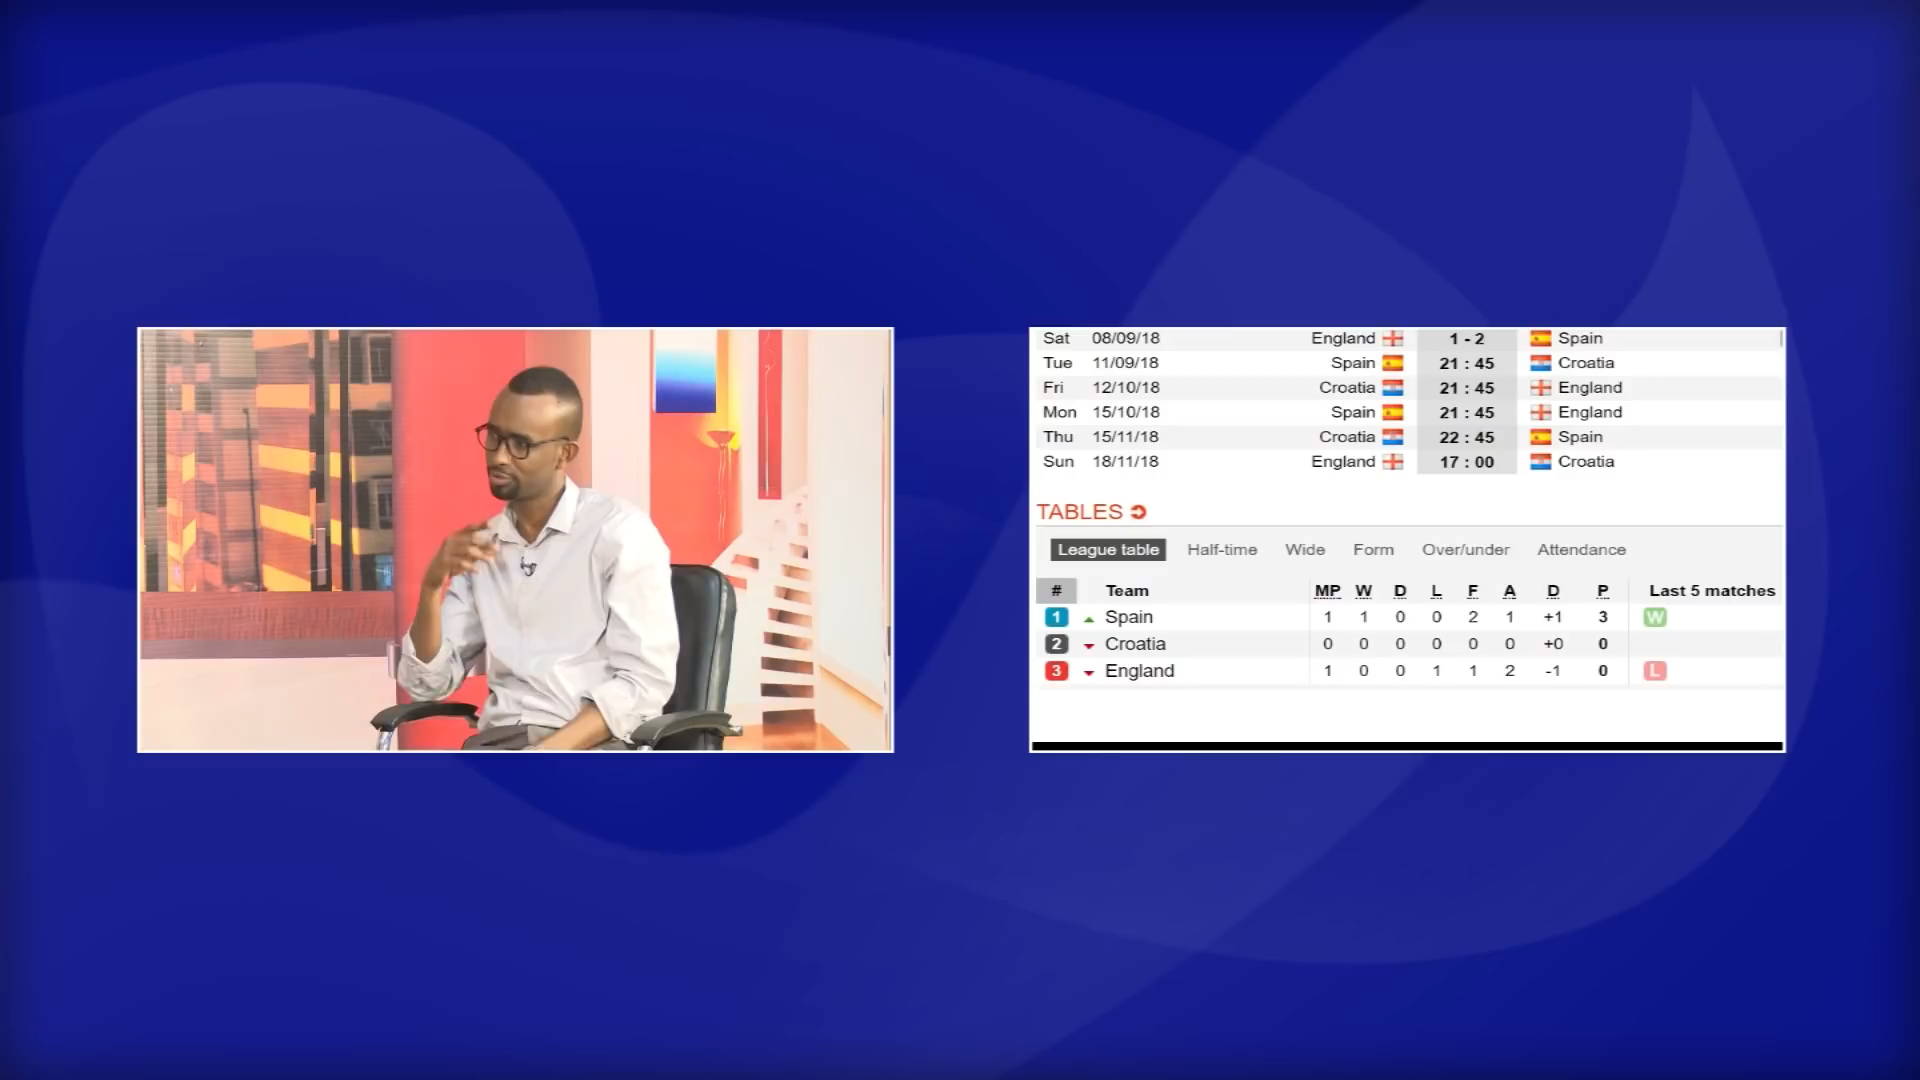 Sat 08/09/18 England 1 - 2 Spain
Tue 11/09/18 Spain 21 : 45 Croatia
Fri 12/10/18 Croatia 21 : 45 England
Mon 15/10/18 Spain 21 : 45 England
Thu 15/11/18 Croatia 22 : 45 Spain
Sun 18/11/18 England 17 : 00 Croatia
TABLES
League table Half-time Wide Form Over/under Attendance
# Team MP W D L F A D P Last 5 matches
1 Spain 1 1 0 0 2 1 +1 3 W
2 Croatia 0 0 0 0 0 0 +0 0
3 England 1 0 0 1 1 2 -1 0 L